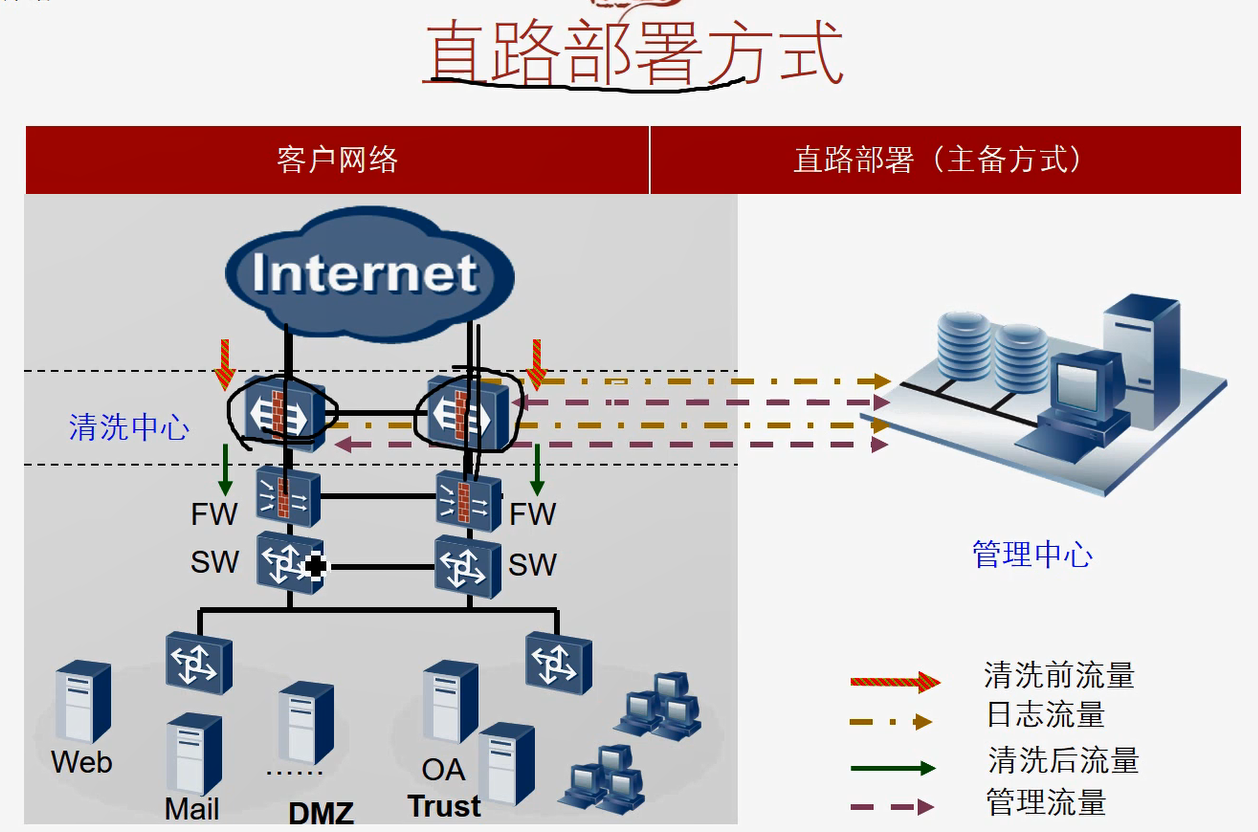 直路部署方式
客户网络
直路部署（主备方式）
Internet
清洗中心
FW
FW
SW
SW
管理中心
Web
Mail
......
DMZ
OA
Trust
清洗前流量
日志流量
清洗后流量
管理流量